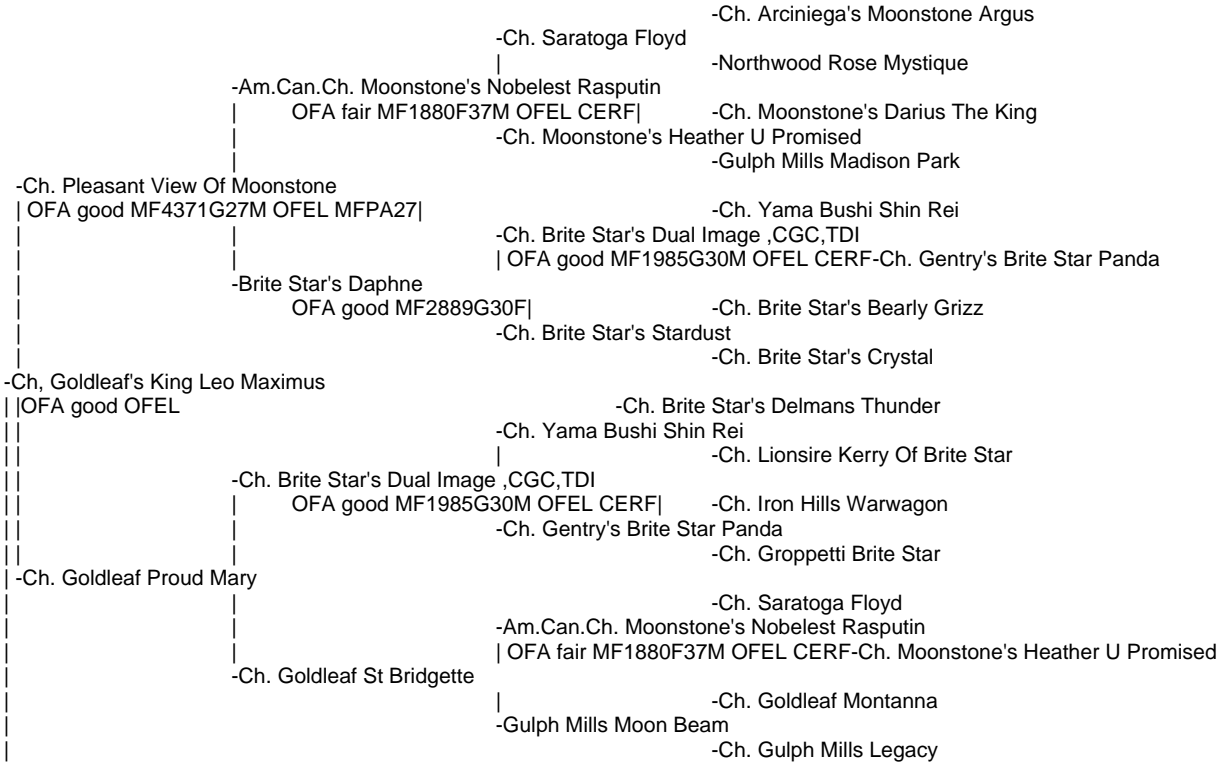 -Ch. Arciniega's Moonstone Argus
-Ch. Saratoga Floyd
| -Northwood Rose Mystique
-Am.Can.Ch. Moonstone's Nobelest Rasputin
| OFA fair MF1880F37M OFEL CERF| -Ch. Moonstone's Darius The King
| -Ch. Moonstone's Heather U Promised
| -Gulph Mills Madison Park
-Ch. Pleasant View Of Moonstone
| OFA good MF4371G27M OFEL MFPA27| -Ch. Yama Bushi Shin Rei
| | -Ch. Brite Star's Dual Image ,CGC,TDI
| | | OFA good MF1985G30M OFEL CERF-Ch. Gentry's Brite Star Panda
| -Brite Star's Daphne
| OFA good MF2889G30F| -Ch. Brite Star's Bearly Grizz
| -Ch. Brite Star's Stardust
| -Ch. Brite Star's Crystal
-Ch, Goldleaf's King Leo Maximus
| |OFA good OFEL -Ch. Brite Star's Delmans Thunder
| | -Ch. Yama Bushi Shin Rei
| | | -Ch. Lionsire Kerry Of Brite Star
| | -Ch. Brite Star's Dual Image ,CGC,TDI
| | | OFA good MF1985G30M OFEL CERF| -Ch. Iron Hills Warwagon
| | | -Ch. Gentry's Brite Star Panda
| | | -Ch. Groppetti Brite Star
| -Ch. Goldleaf Proud Mary
| | -Ch. Saratoga Floyd
| | -Am.Can.Ch. Moonstone's Nobelest Rasputin
| | | OFA fair MF1880F37M OFEL CERF-Ch. Moonstone's Heather U Promised
| -Ch. Goldleaf St Bridgette
| | -Ch. Goldleaf Montanna
| -Gulph Mills Moon Beam
| -Ch. Gulph Mills Legacy